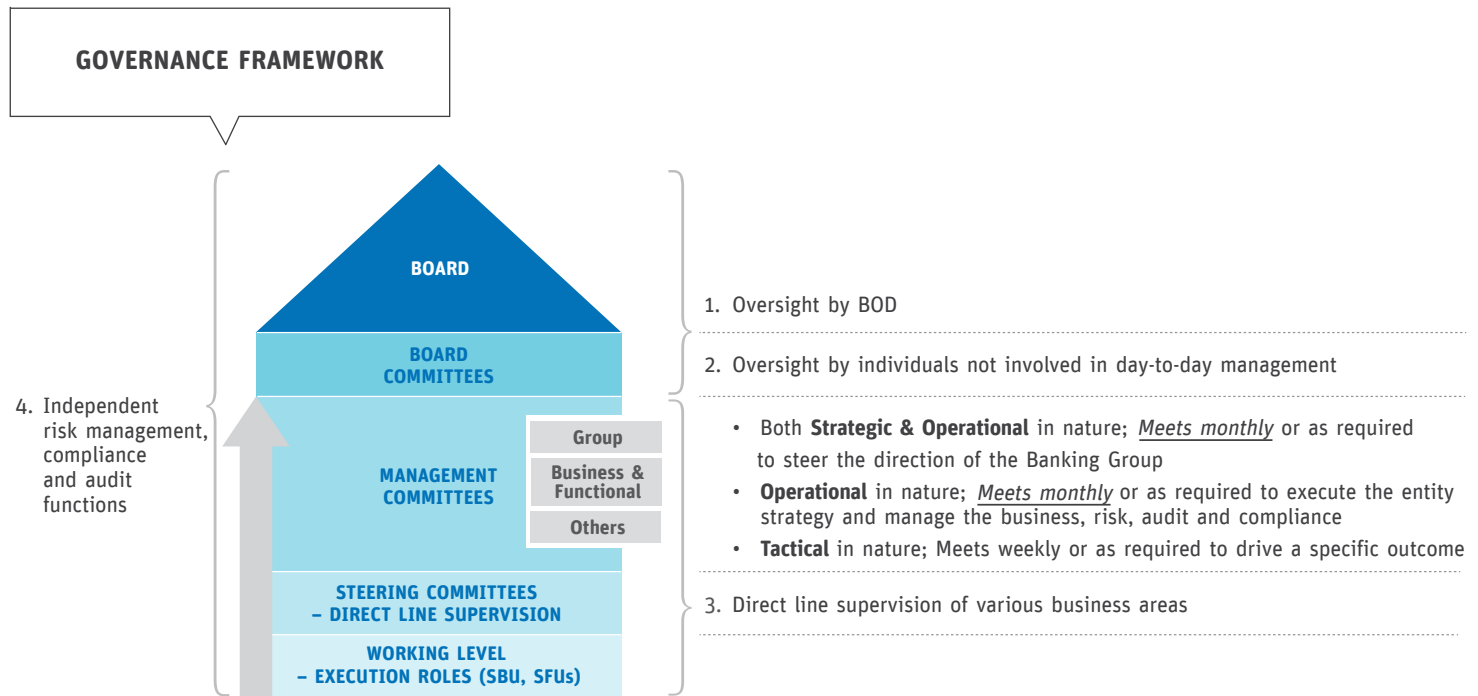 GOVERNANCE FRAMEWORK
BOARD
BOARD
COMMITTEES
MANAGEMENT
COMMITTEES
Group
Business &
Functional
Others
STEERING COMMITTEES
– DIRECT LINE SUPERVISION
WORKING LEVEL
– EXECUTION ROLES (SBU, SFUs)
1. Oversight by BOD
2. Oversight by individuals not involved in day-to-day management
• Both Strategic & Operational in nature; Meets monthly or as required
to steer the direction of the Banking Group
• Operational in nature; Meets monthly or as required to execute the entity
strategy and manage the business, risk, audit and compliance
• Tactical in nature; Meets weekly or as required to drive a specific outcome
3. Direct line supervision of various business areas
4. Independent
risk management,
compliance
and audit
functions